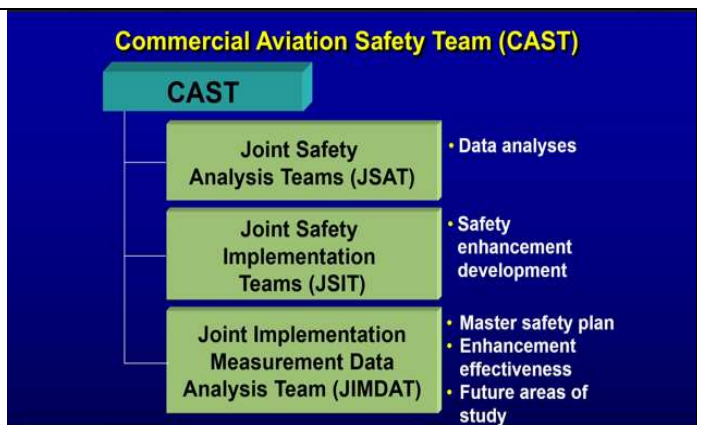 Commercial Aviation Safety Team (CAST)
CAST
Joint Safety
Analysis Teams (JSAT)
• Data analyses
Joint Safety
Implementation
Teams (JSIT)
• Safety
enhancement
development
Joint Implementation
Measurement Data
Analysis Team (JIMDAT)
• Master safety plan
• Enhancement
effectiveness
• Future areas of
study